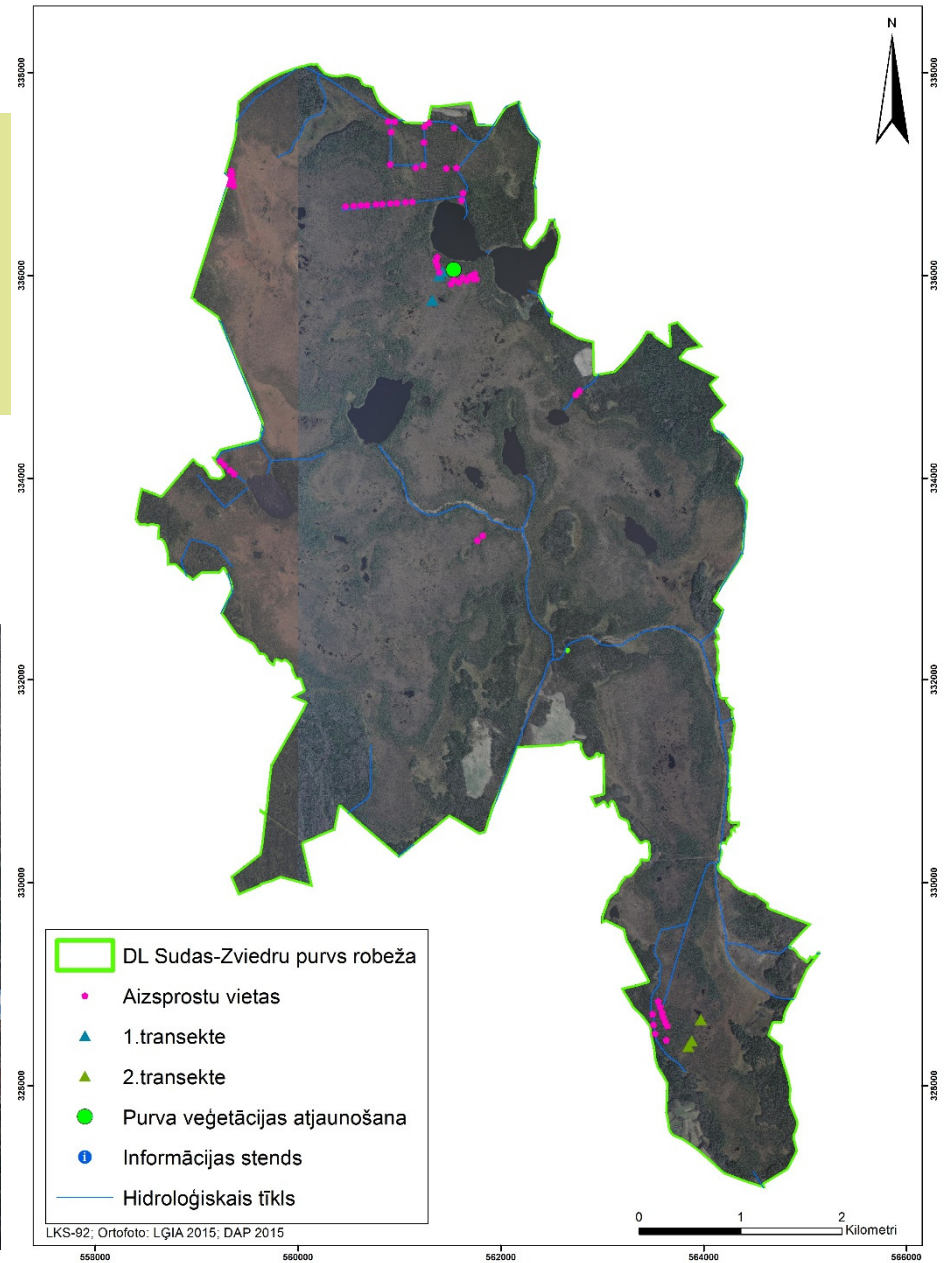 N
338000
338000
336000
336000
334000
334000
332000
332000
330000
330000
328000
328000
DL Sudas-Zviedru purvs robeža
Aizsprostu vietas
1.transekte
2.transekte
Purva veģetācijas atjaunošana
i Informācijas stends
Hidroloģiskais tīkls
LKS-92; Ortofoto: LĢIA 2015; DAP 2015
0 1 2
Kilometri
558000 560000 562000 564000 566000